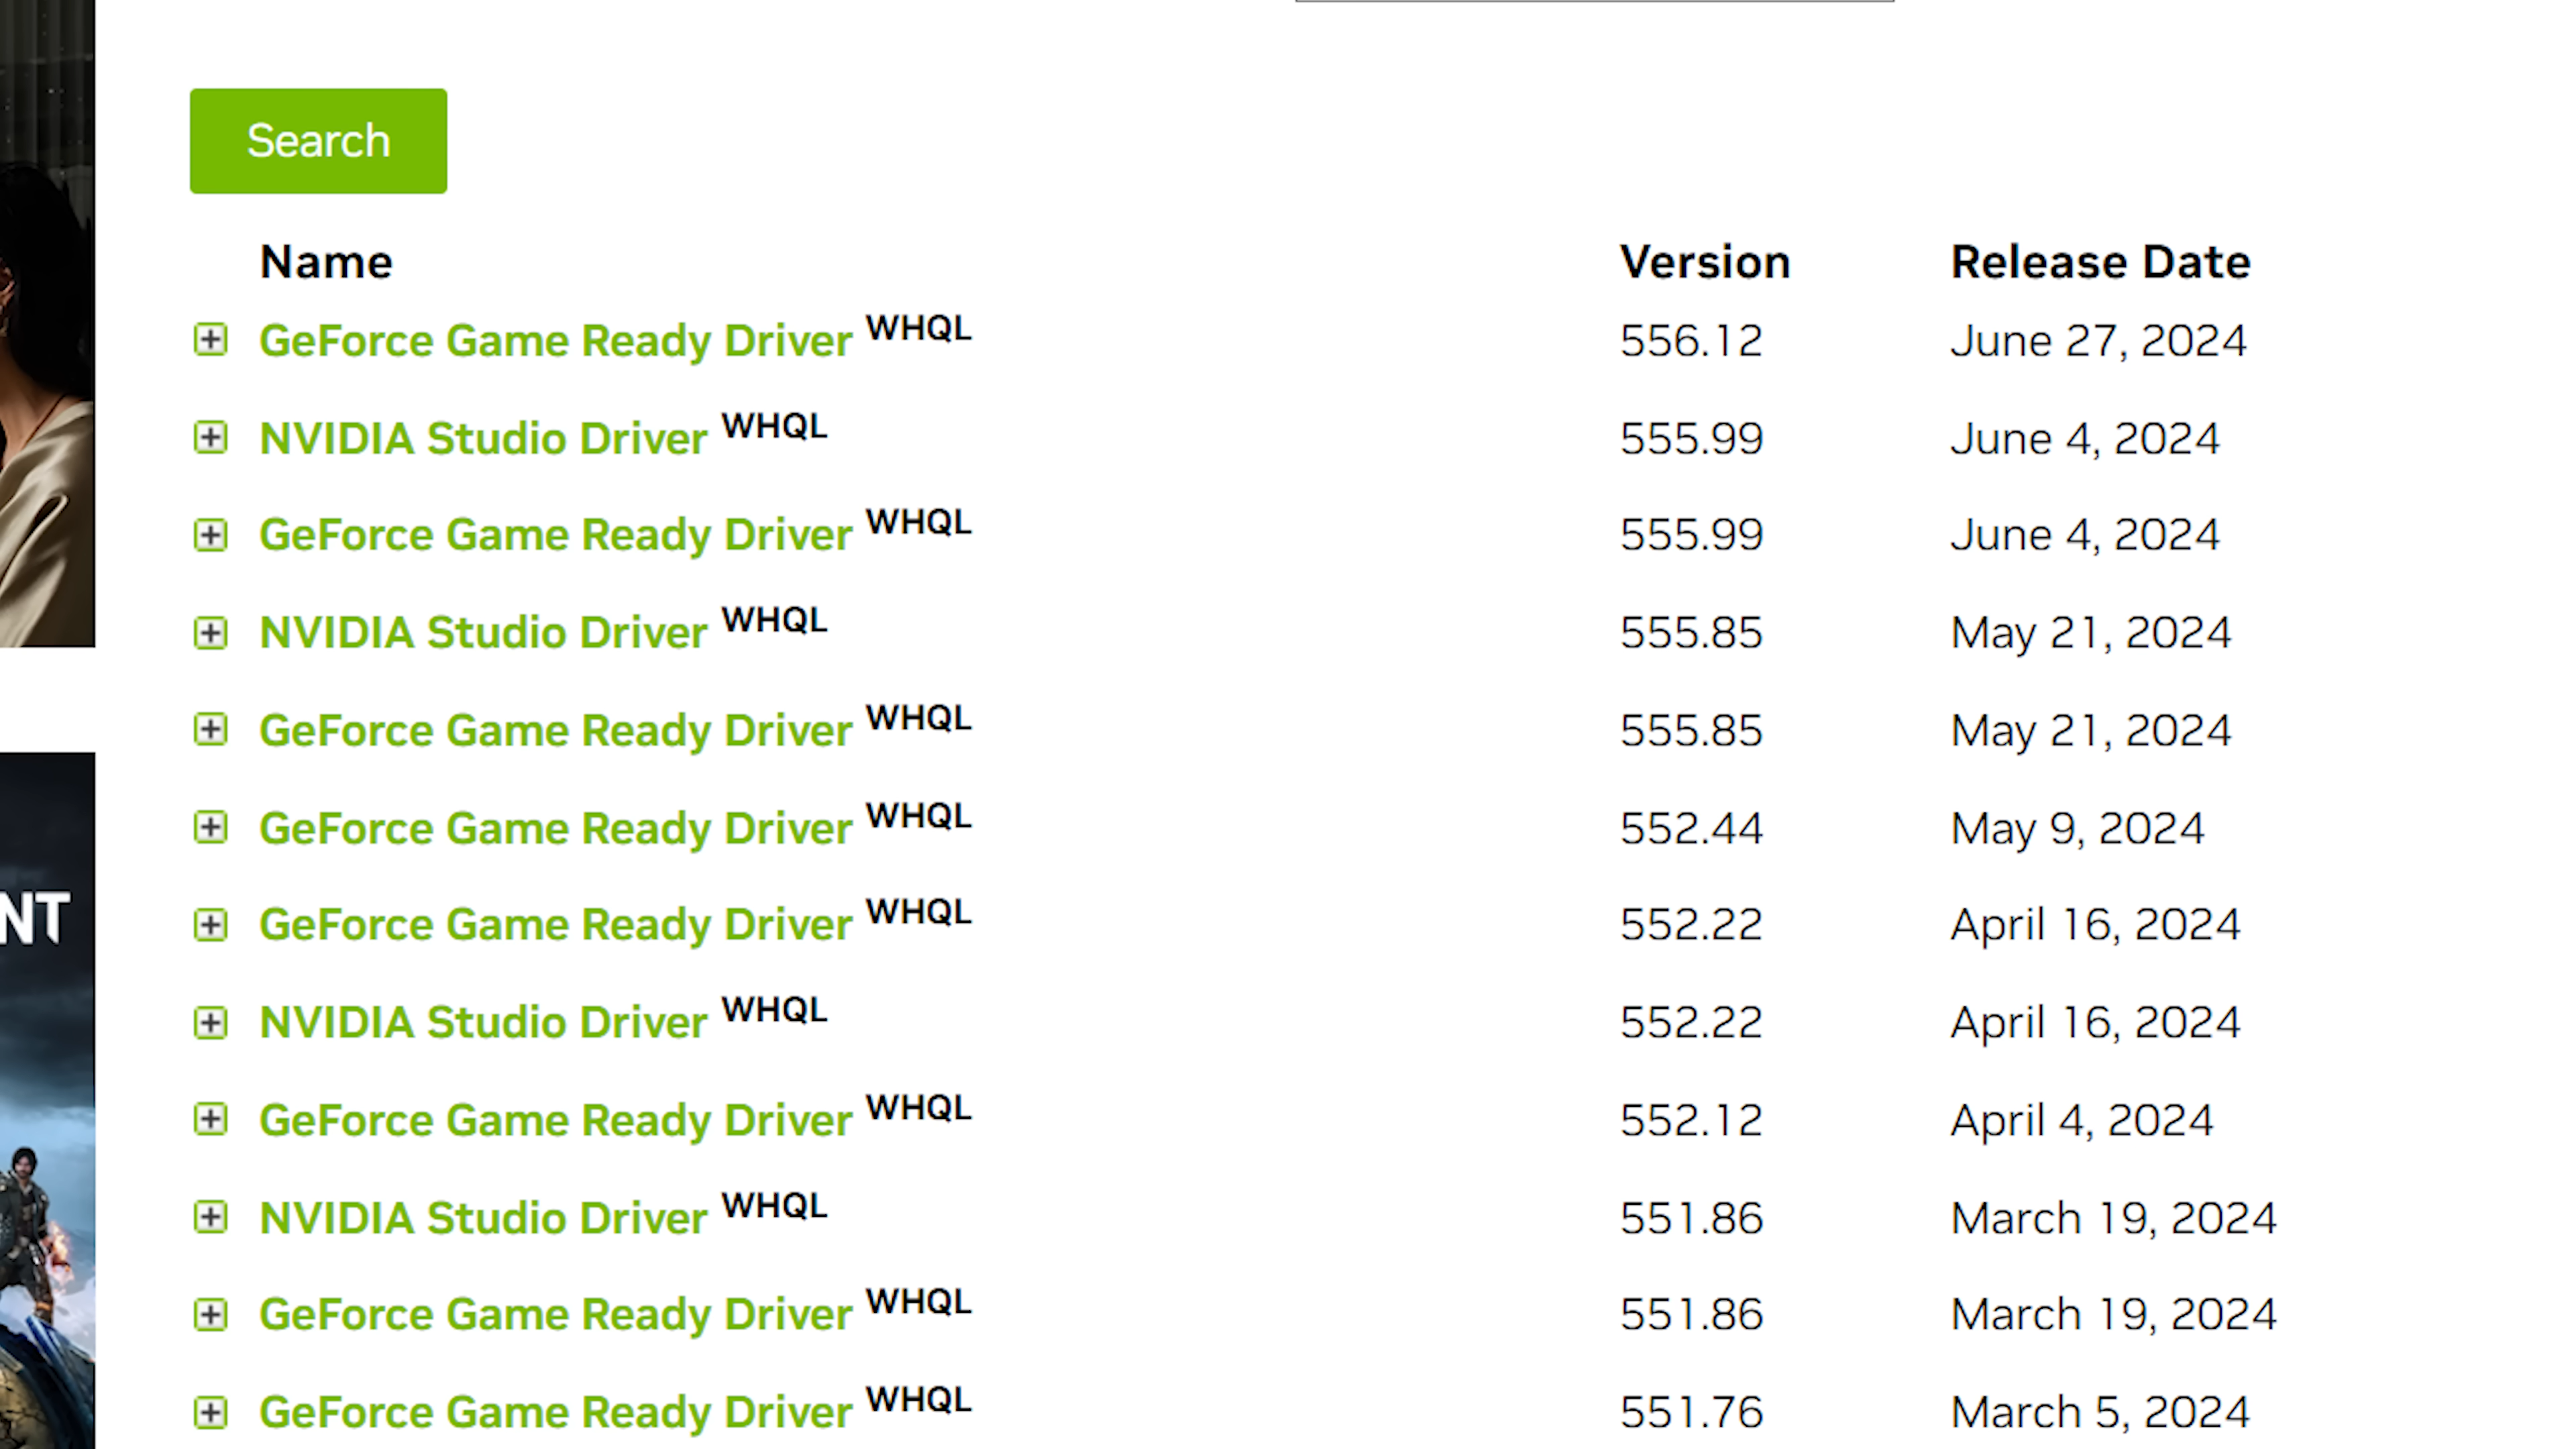 Search
Name Version Release Date
GeForce Game Ready Driver WHQL 556.12 June 27, 2024
NVIDIA Studio Driver WHQL 555.99 June 4, 2024
GeForce Game Ready Driver WHQL 555.99 June 4, 2024
NVIDIA Studio Driver WHQL 555.85 May 21, 2024
GeForce Game Ready Driver WHQL 555.85 May 21, 2024
GeForce Game Ready Driver WHQL 552.44 May 9, 2024
GeForce Game Ready Driver WHQL 552.22 April 16, 2024
NT
NVIDIA Studio Driver WHQL 552.22 April 16, 2024
GeForce Game Ready Driver WHQL 552.12 April 4, 2024
NVIDIA Studio Driver WHQL 551.86 March 19, 2024
GeForce Game Ready Driver WHQL 551.86 March 19, 2024
GeForce Game Ready Driver WHQL 551.76 March 5, 2024